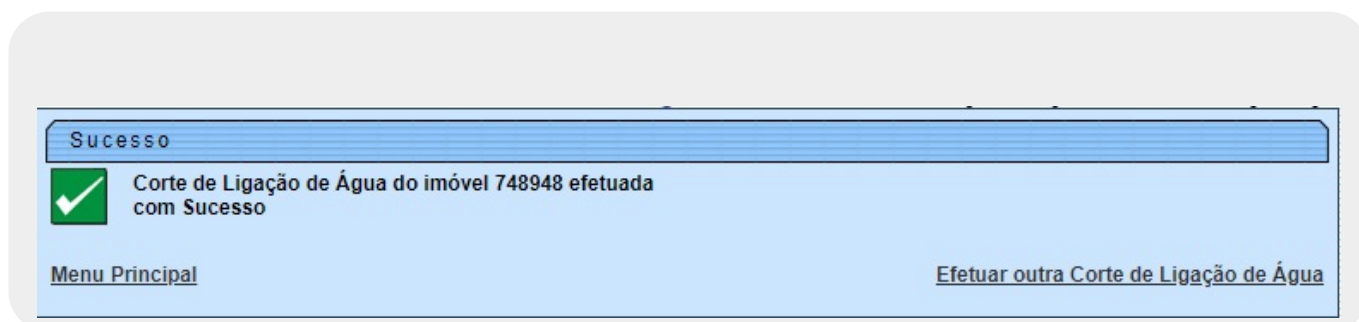 Sucesso
Corte de Ligação de Água do imóvel 748948 efetuada
com Sucesso
Menu Principal
Efetuar outra Corte de Ligação de Água